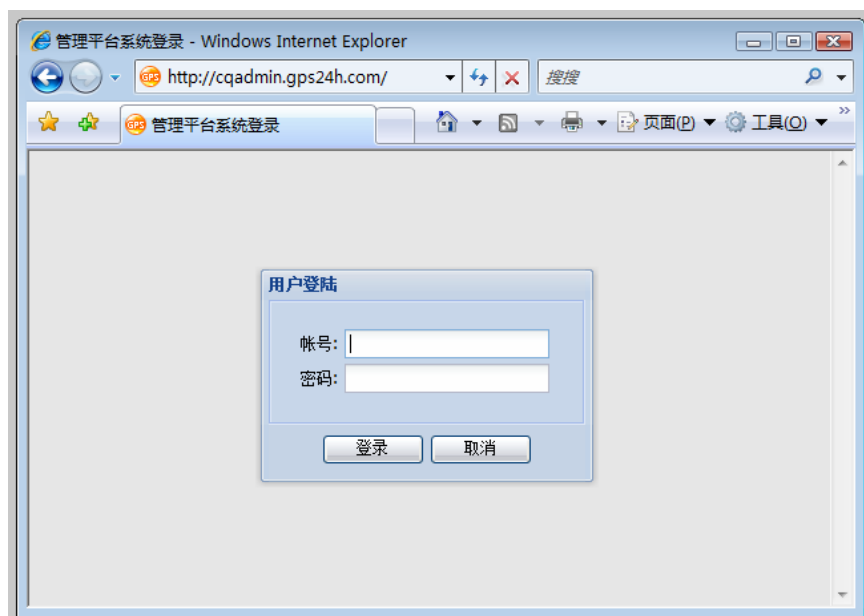 管理平台系统登录 - Windows Internet Explorer
GPS http://cqadmin.gps24h.com/ 搜搜
GPS 管理平台系统登录 页面(P) 工具(O)
用户登陆
帐号:
密码:
登录 取消